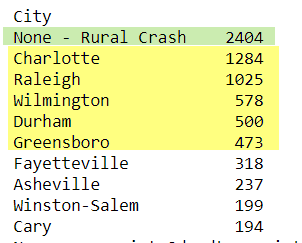 City
None - Rural Crash 2404
Charlotte 1284
Raleigh 1025
Wilmington 578
Durham 500
Greensboro 473
Fayetteville 318
Asheville 237
Winston-Salem 199
Cary 194